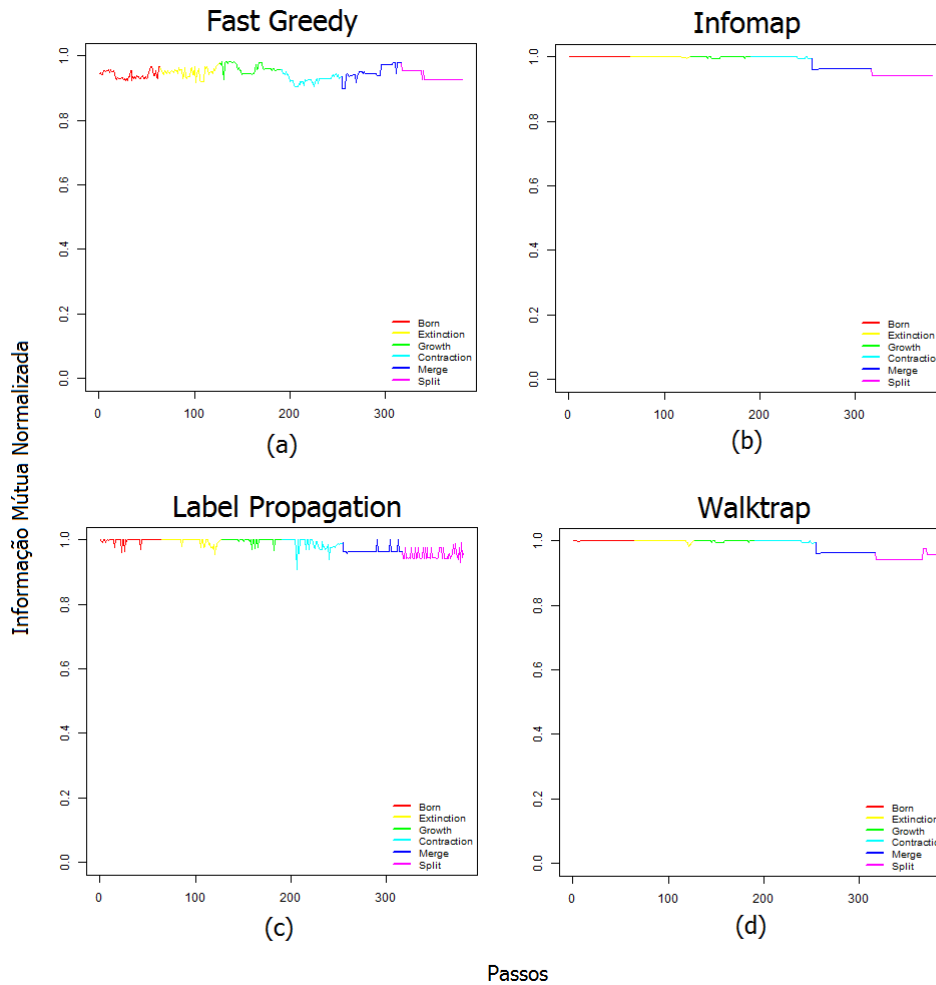 Fast Greedy
1.0
0.8
0.6
0.4
0.2
0.0
Born
Extinction
Growth
Contraction
Merge
Split
0 100 200 300
(a)
Infomap
1.0
0.8
0.6
0.4
0.2
0.0
Born
Extinction
Growth
Contractio
Merge
Split
0 100 200 300
(b)
Informação Mútua Normalizada
Label Propagation
1.0
0.8
0.6
0.4
0.2
0.0
Born
Extinction
Growth
Contraction
Merge
Split
0 100 200 300
(c)
Walktrap
1.0
0.8
0.6
0.4
0.2
0.0
Born
Extinction
Growth
Contractio
Merge
Split
0 100 200 300
(d)
Passos